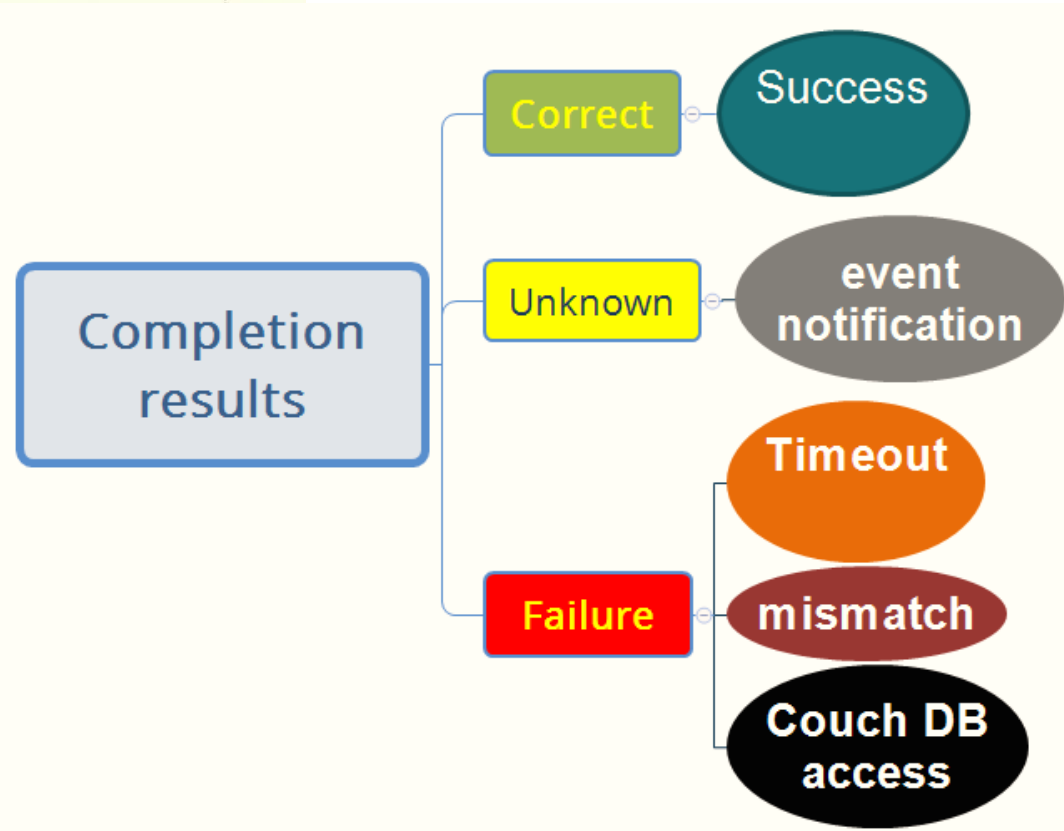 Completion
results
Correct
Success
Unknown
event
notification
Failure
Timeout
mismatch
Couch DB
access